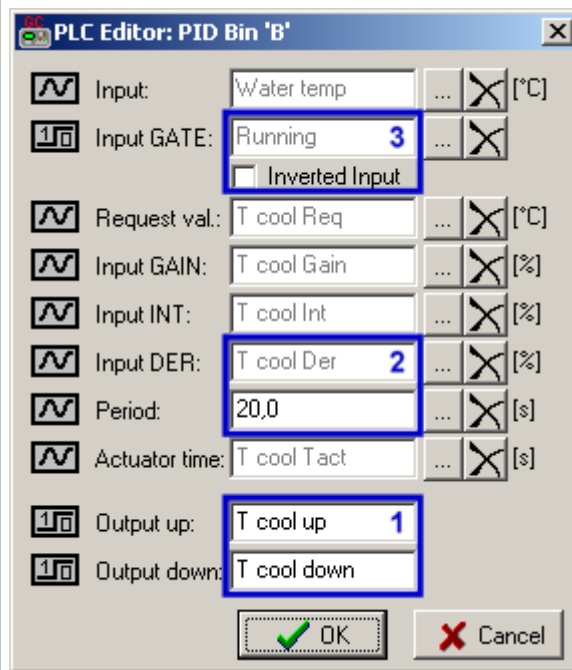 GC
PLC Editor: PID Bin 'B'
Input: Water temp ... [°C]
Input GATE: Running 3 ...
Inverted Input
Request val.: T cool Req ... [°C]
Input GAIN: T cool Gain ... [%]
Input INT: T cool Int ... [%]
Input DER: T cool Der 2 ... [%]
Period: 20,0 ... [s]
Actuator time: T cool Tact ... [s]
Output up: T cool up 1
Output down: T cool down
OK Cancel